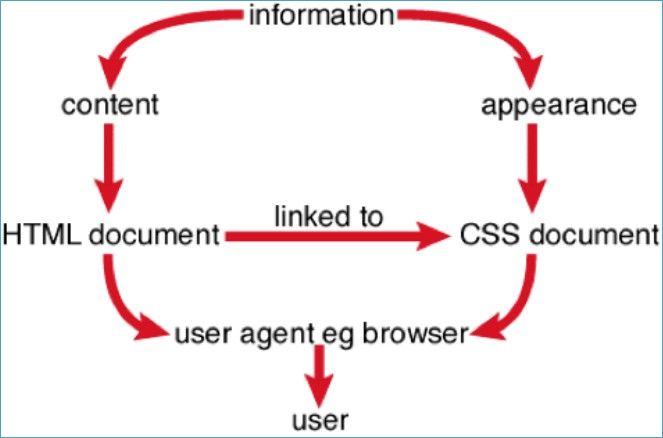 information
content
appearance
linked to
HTML document
CSS document
user agent eg browser
user